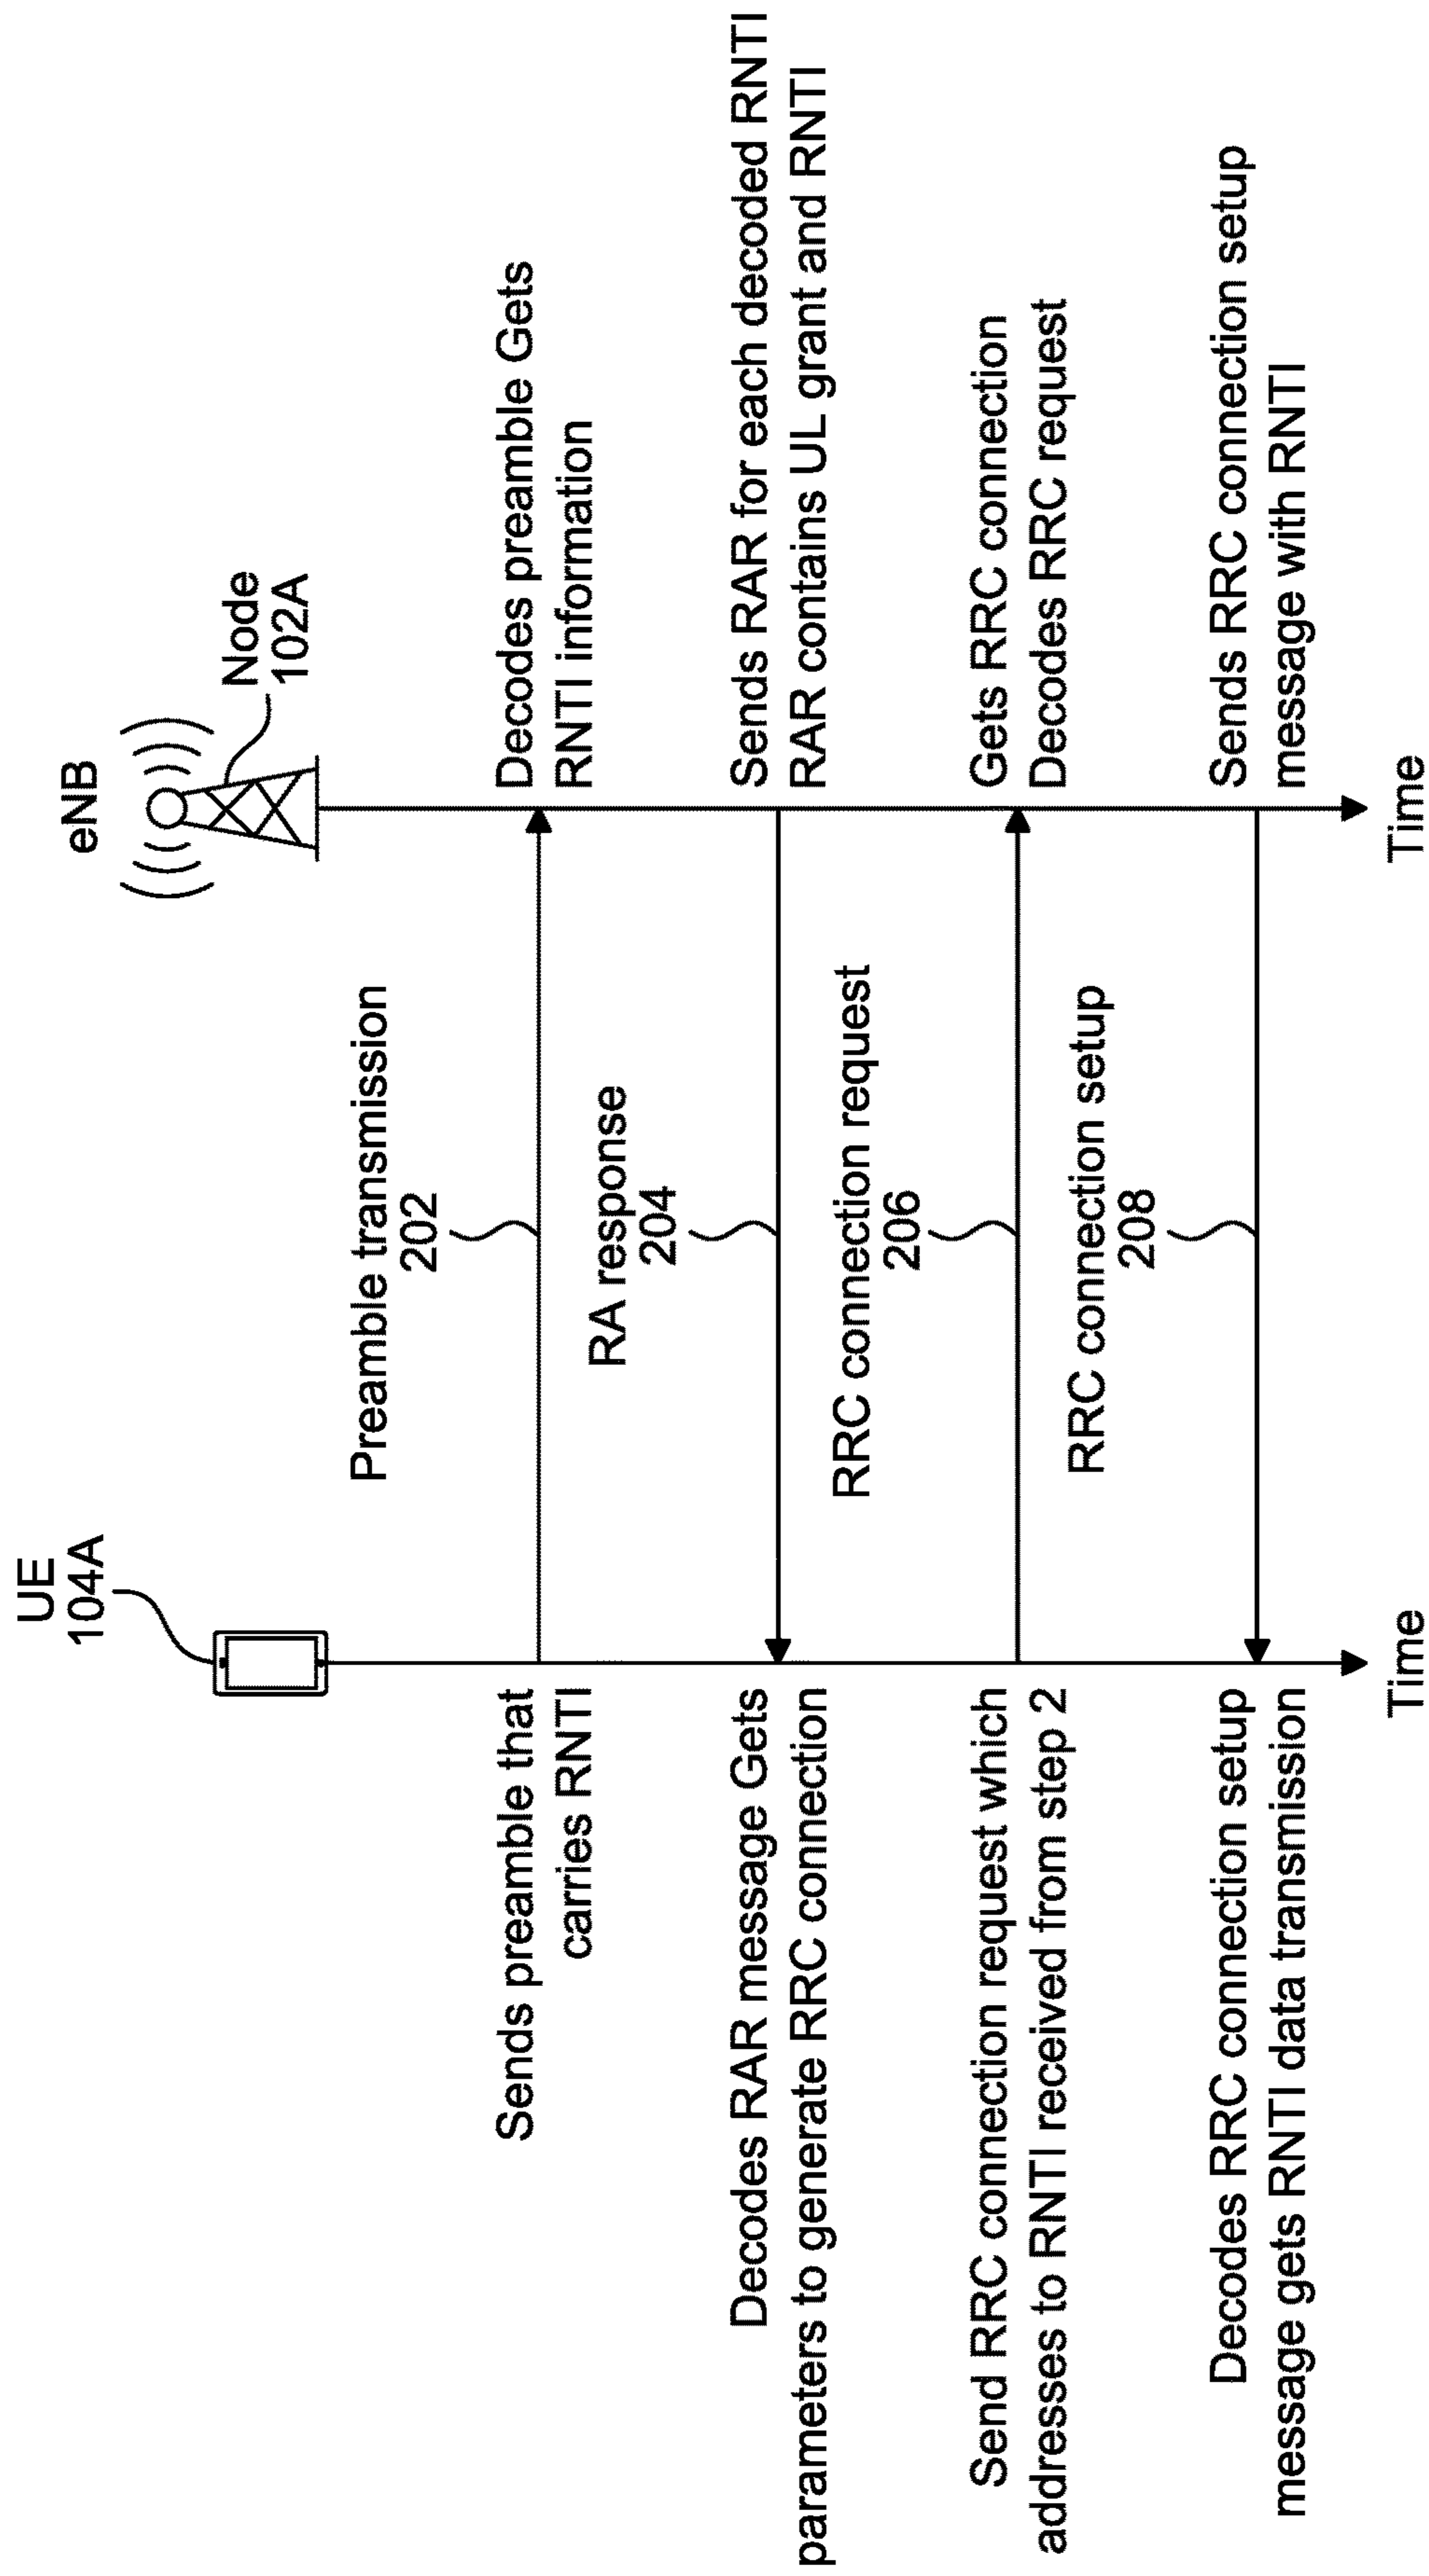 UE
104A
eNB
Node
102A
Preamble transmission
202
Sends preamble that
carries RNTI
Decodes preamble Gets
RNTI information
RA response
204
Decodes RAR message Gets
parameters to generate RRC connection
Sends RAR for each decoded RNTI
RAR contains UL grant and RNTI
RRC connection request
206
Send RRC connection request which
addresses to RNTI received from step 2
Gets RRC connection
Decodes RRC request
RRC connection setup
208
Decodes RRC connection setup
message gets RNTI data transmission
Sends RRC connection setup
message with RNTI
Time
Time